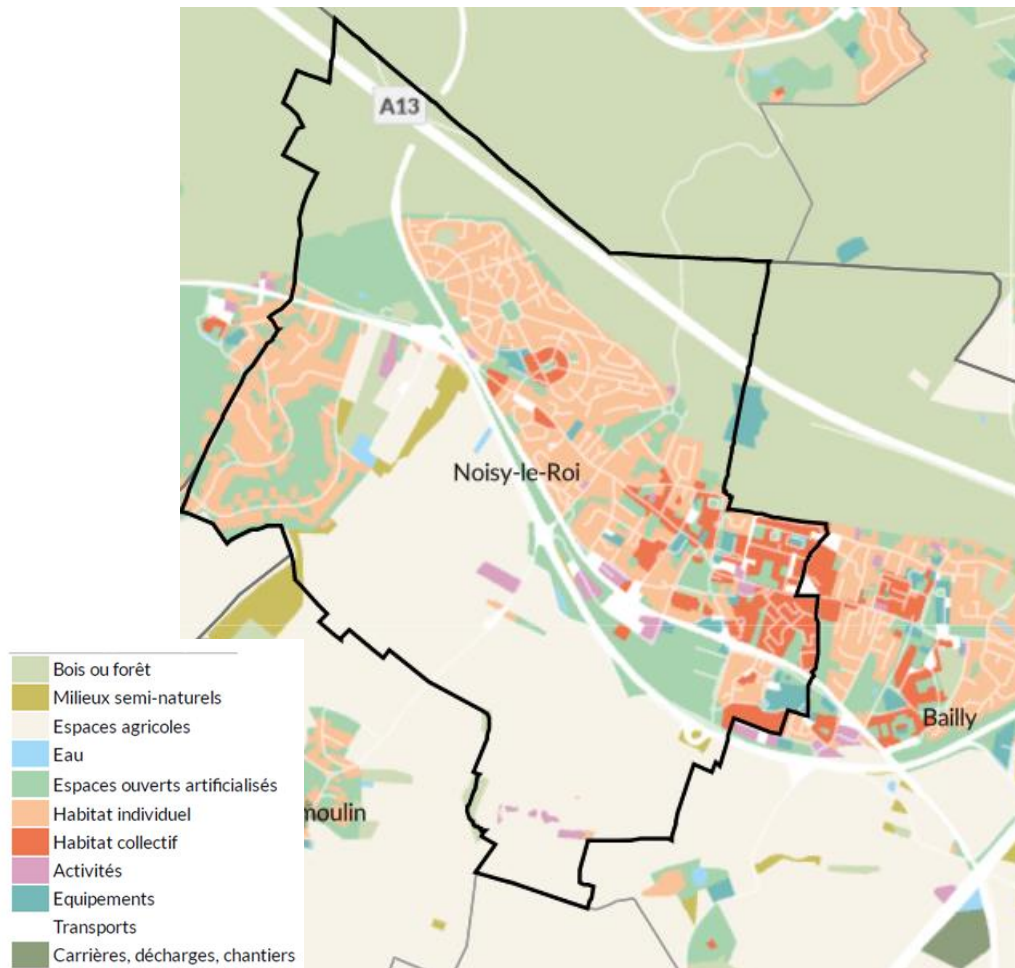 A13
Noisy-le-Roi
Bailly
moulin
Bois ou forêt
Milieux semi-naturels
Espaces agricoles
Eau
Espaces ouverts artificialisés
Habitat individuel
Habitat collectif
Activités
Equipements
Transports
Carrières, décharges, chantiers